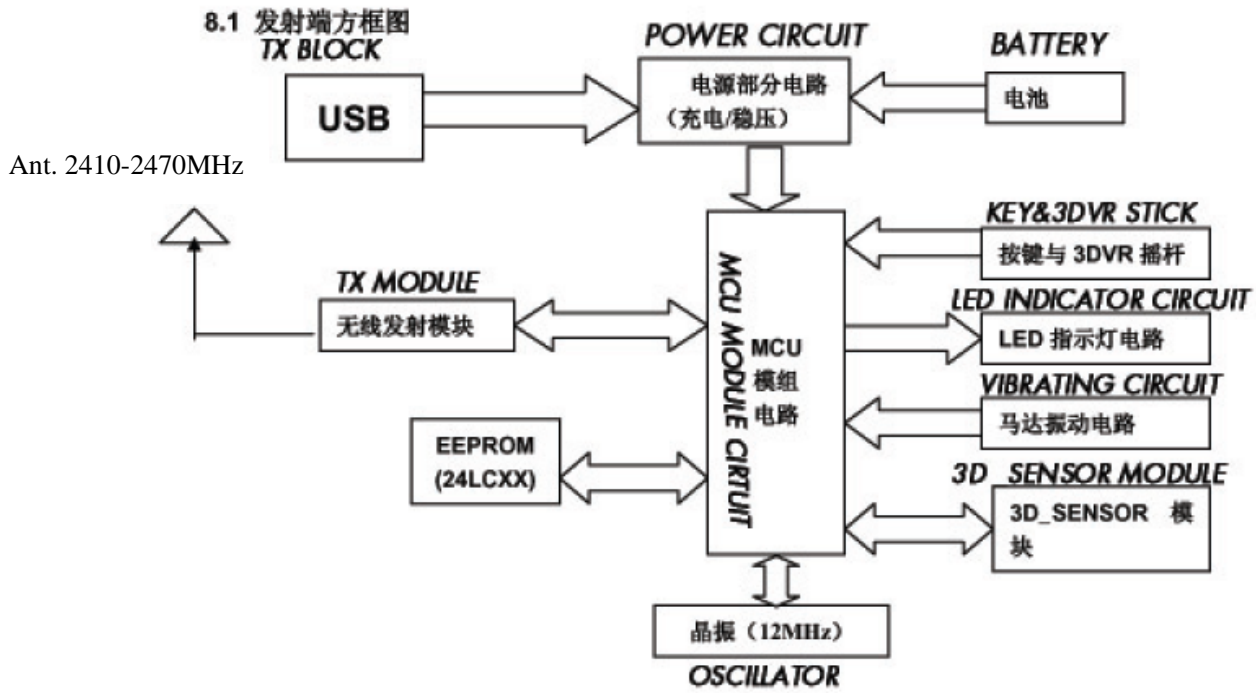 8.1 发射端方框图
TX BLOCK
POWER CIRCUIT
BATTERY
USB
电源部分电路
（充电/稳压）
电池
Ant. 2410-2470MHz
KEY&3DVR STICK
按键与 3DVR 摇杆
TX MODULE
无线发射模块
LED INDICATOR CIRCUIT
LED 指示灯电路
MCU MODULE CIRTUIT
MCU
模组
电路
VIBRATING CIRCUIT
马达振动电路
EEPROM
(24LCXX)
3D SENSOR MODULE
3D_SENSOR 模
块
晶振（12MHz）
OSCILLATOR